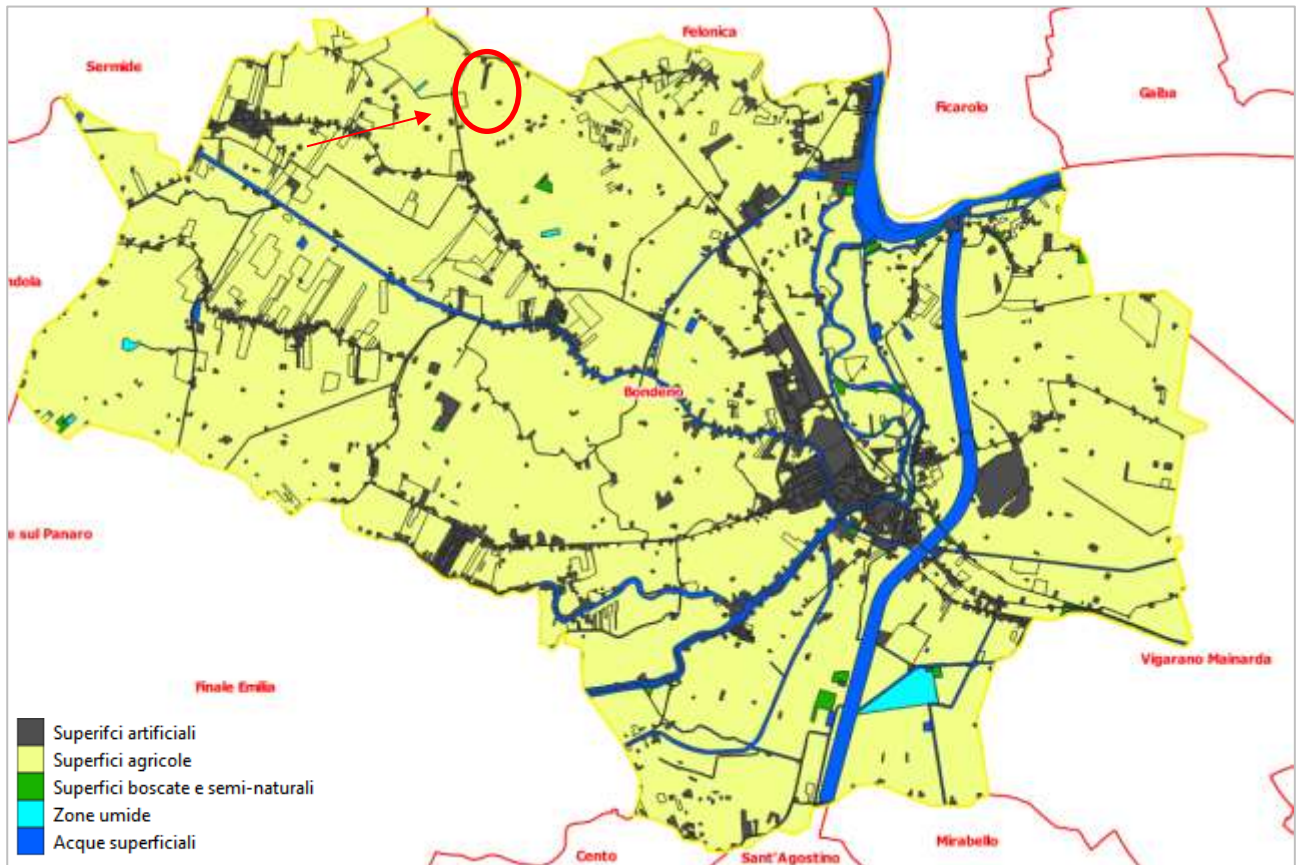 Felonica
Sermide
Gaiba
Ficarolo
ndola
Bondeno
e sul Panaro
Vigarano Mainarda
Finale Emilia
Superifci artificiali
Superfici agricole
Superfici boscate e semi-naturali
Zone umide
Acque superficiali
Mirabello
Cento
Sant'Agostino